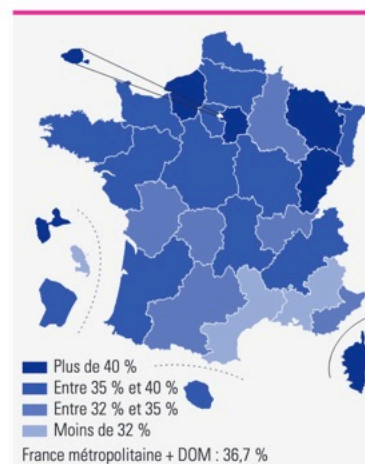 Plus de 40 %
Entre 35 % et 40 %
Entre 32 % et 35 %
Moins de 32 %
France métropolitaine + DOM : 36,7 %